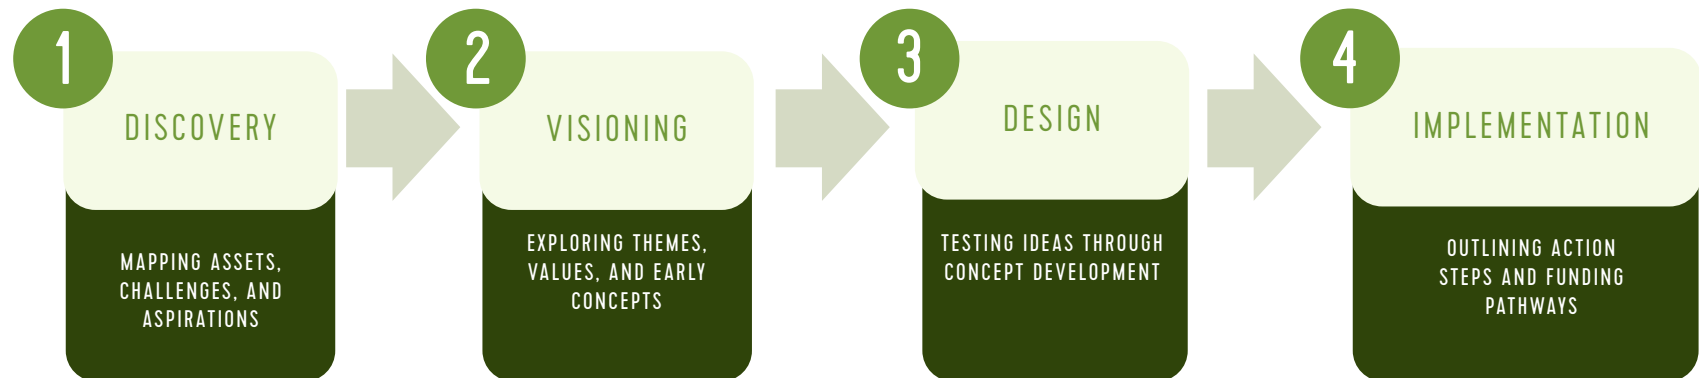 1
DISCOVERY
MAPPING ASSETS,
CHALLENGES, AND
ASPIRATIONS
2
VISIONING
EXPLORING THEMES,
VALUES, AND EARLY
CONCEPTS
3
DESIGN
TESTING IDEAS THROUGH
CONCEPT DEVELOPMENT
4
IMPLEMENTATION
OUTLINING ACTION
STEPS AND FUNDING
PATHWAYS